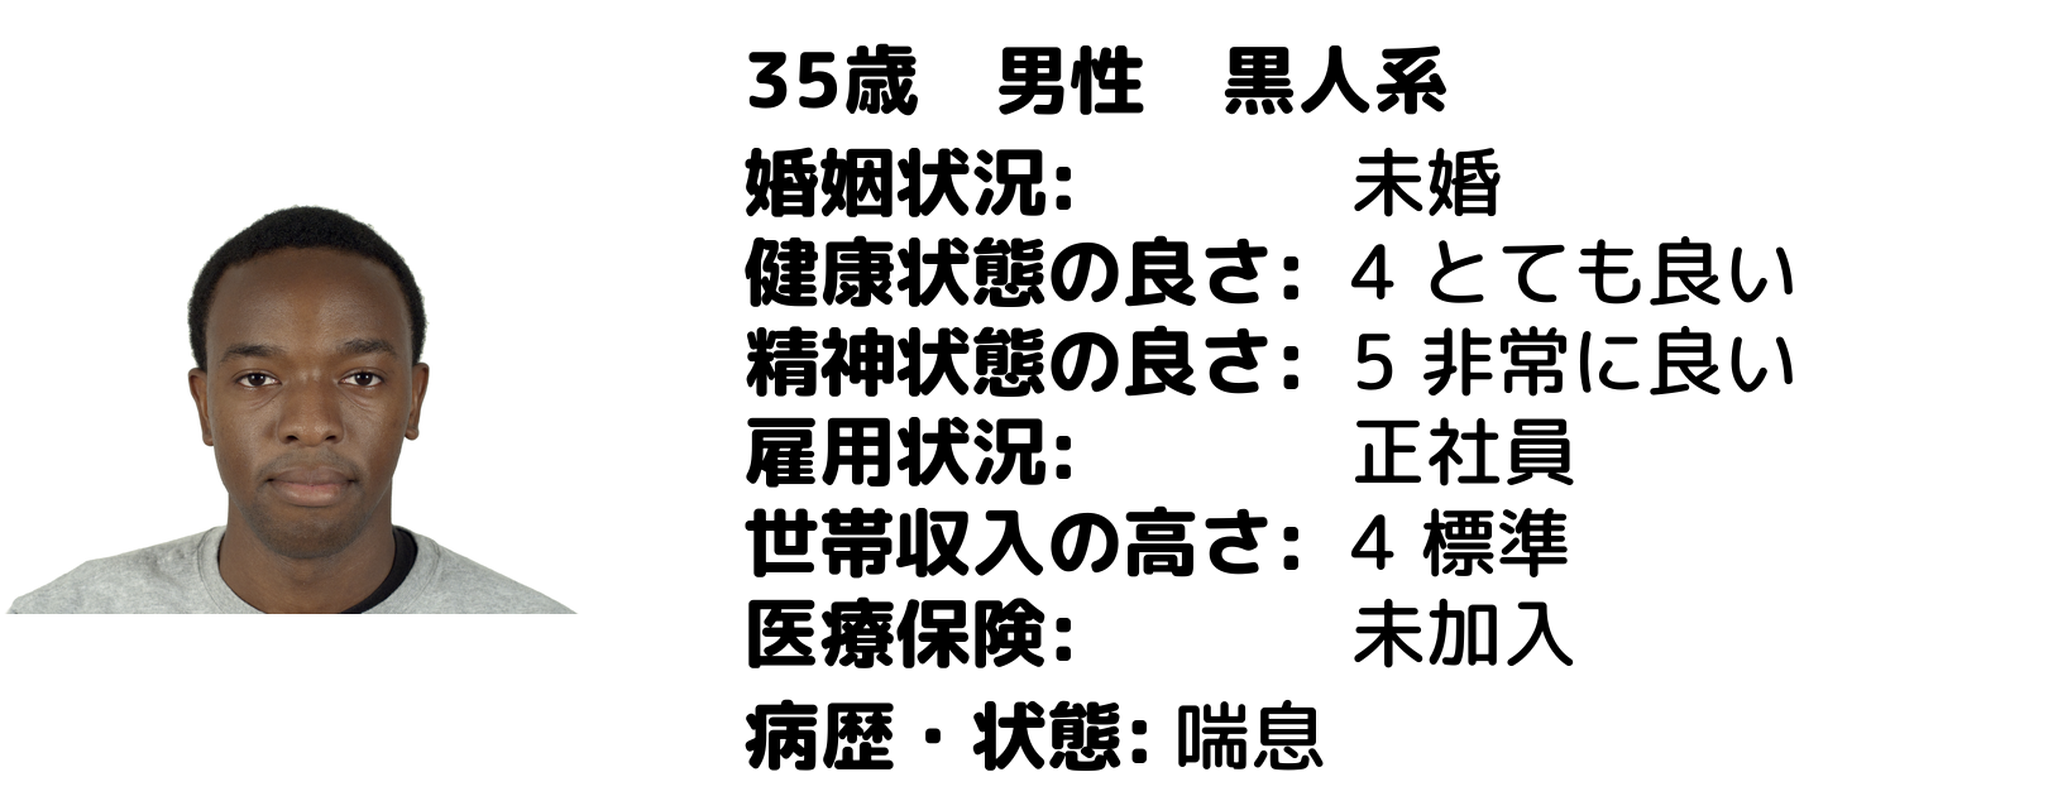 35歳　男性　黒人系
婚姻状況: 未婚
健康状態の良さ: 4 とても良い
精神状態の良さ: 5 非常に良い
雇用状況: 正社員
世帯収入の高さ: 4 標準
医療保険: 未加入
病歴・状態: 喘息